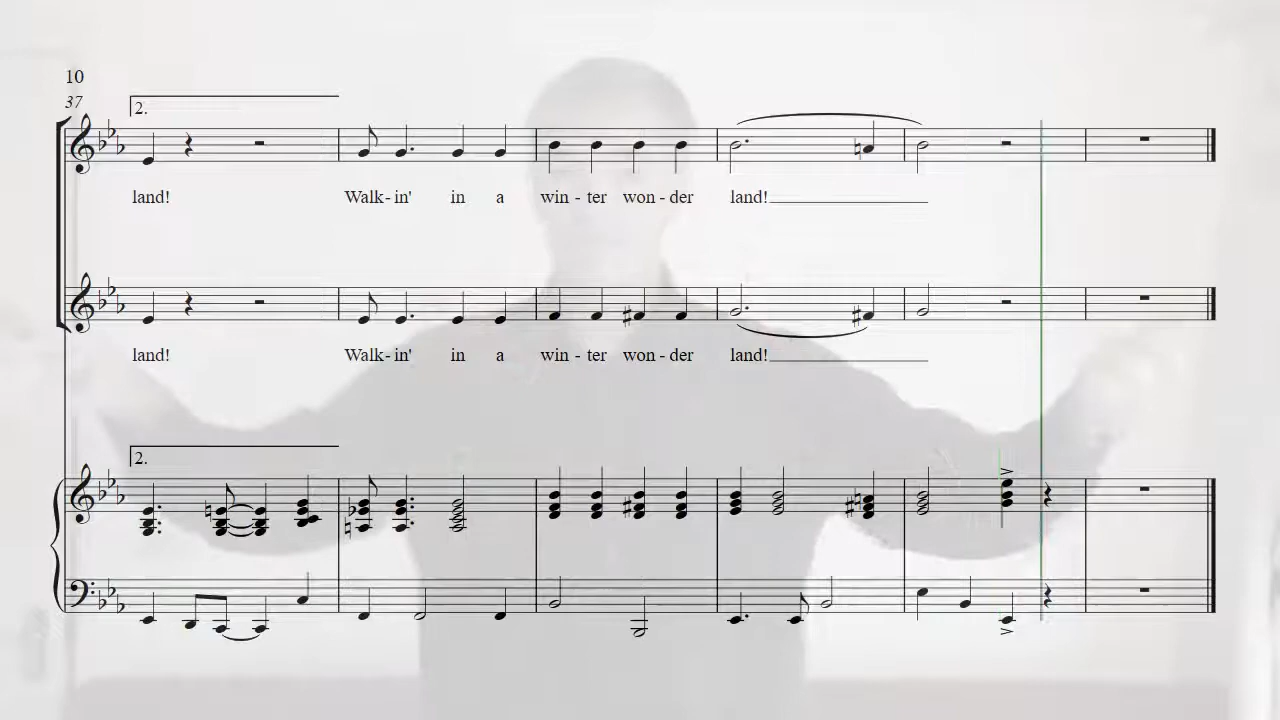 10
37
2.
land! Walk- in' in a win - ter won - der land!
land! Walk- in' in a win - ter won - der land!
2.